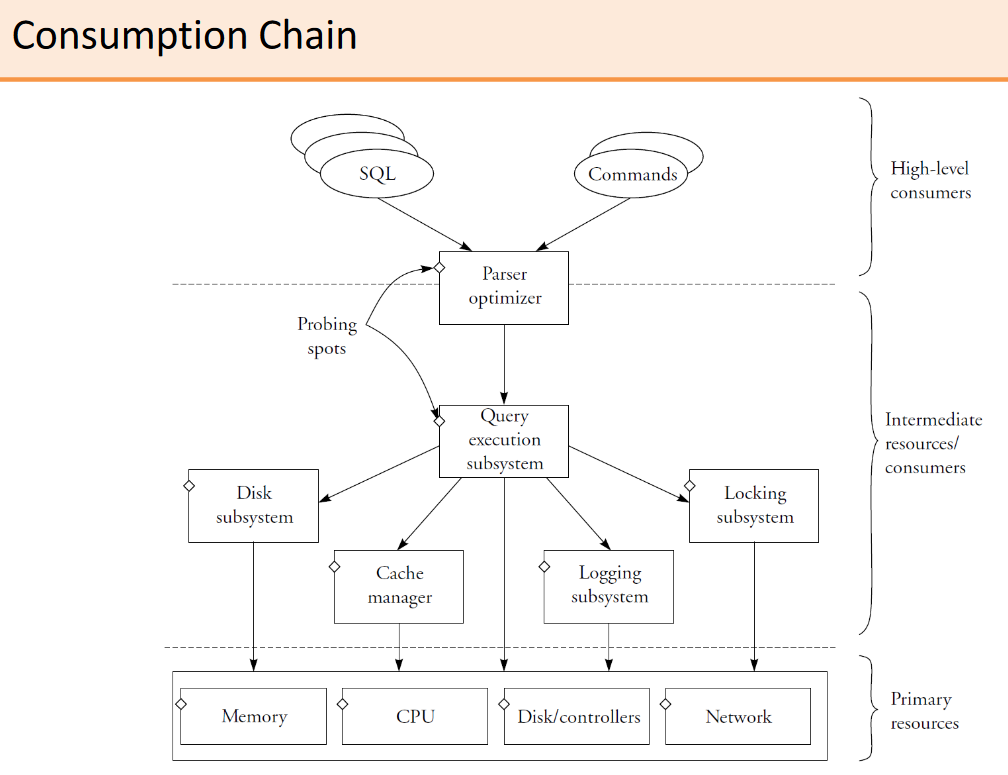 Consumption Chain
SQL
Commands
High-level
consumers
Parser
optimizer
Probing
spots
Query
execution
subsystem
Intermediate
resources/
consumers
Disk
subsystem
Locking
subsystem
Cache
manager
Logging
subsystem
Memory
CPU
Disk/controllers
Network
Primary
resources